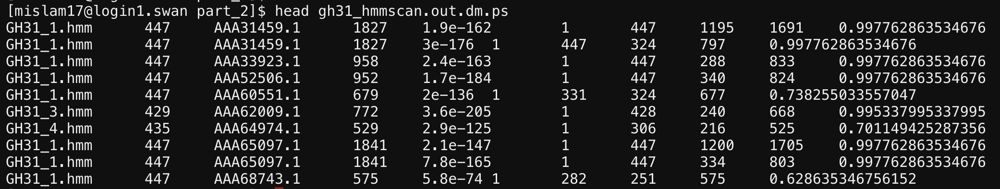 [mislam17@login1.swan part_2]$ head gh31_hmmscan.out.dm.ps
GH31_1.hmm 447 AAA31459.1 1827 1.9e-162 1 447 1195 1691 0.997762863534676
GH31_1.hmm 447 AAA31459.1 1827 3e-176 1 447 324 797 0.997762863534676
GH31_1.hmm 447 AAA33923.1 958 2.4e-163 1 447 288 833 0.997762863534676
GH31_1.hmm 447 AAA52506.1 952 1.7e-184 1 447 340 824 0.997762863534676
GH31_1.hmm 447 AAA60551.1 679 2e-136 1 331 324 677 0.738255033557047
GH31_3.hmm 429 AAA62009.1 772 3.6e-205 1 428 240 668 0.995337995337995
GH31_4.hmm 435 AAA64974.1 529 2.9e-125 1 306 216 525 0.701149425287356
GH31_1.hmm 447 AAA65097.1 1841 2.1e-147 1 447 1200 1705 0.997762863534676
GH31_1.hmm 447 AAA65097.1 1841 7.8e-165 1 447 334 803 0.997762863534676
GH31_1.hmm 447 AAA68743.1 575 5.8e-74 1 282 251 575 0.628635346756152